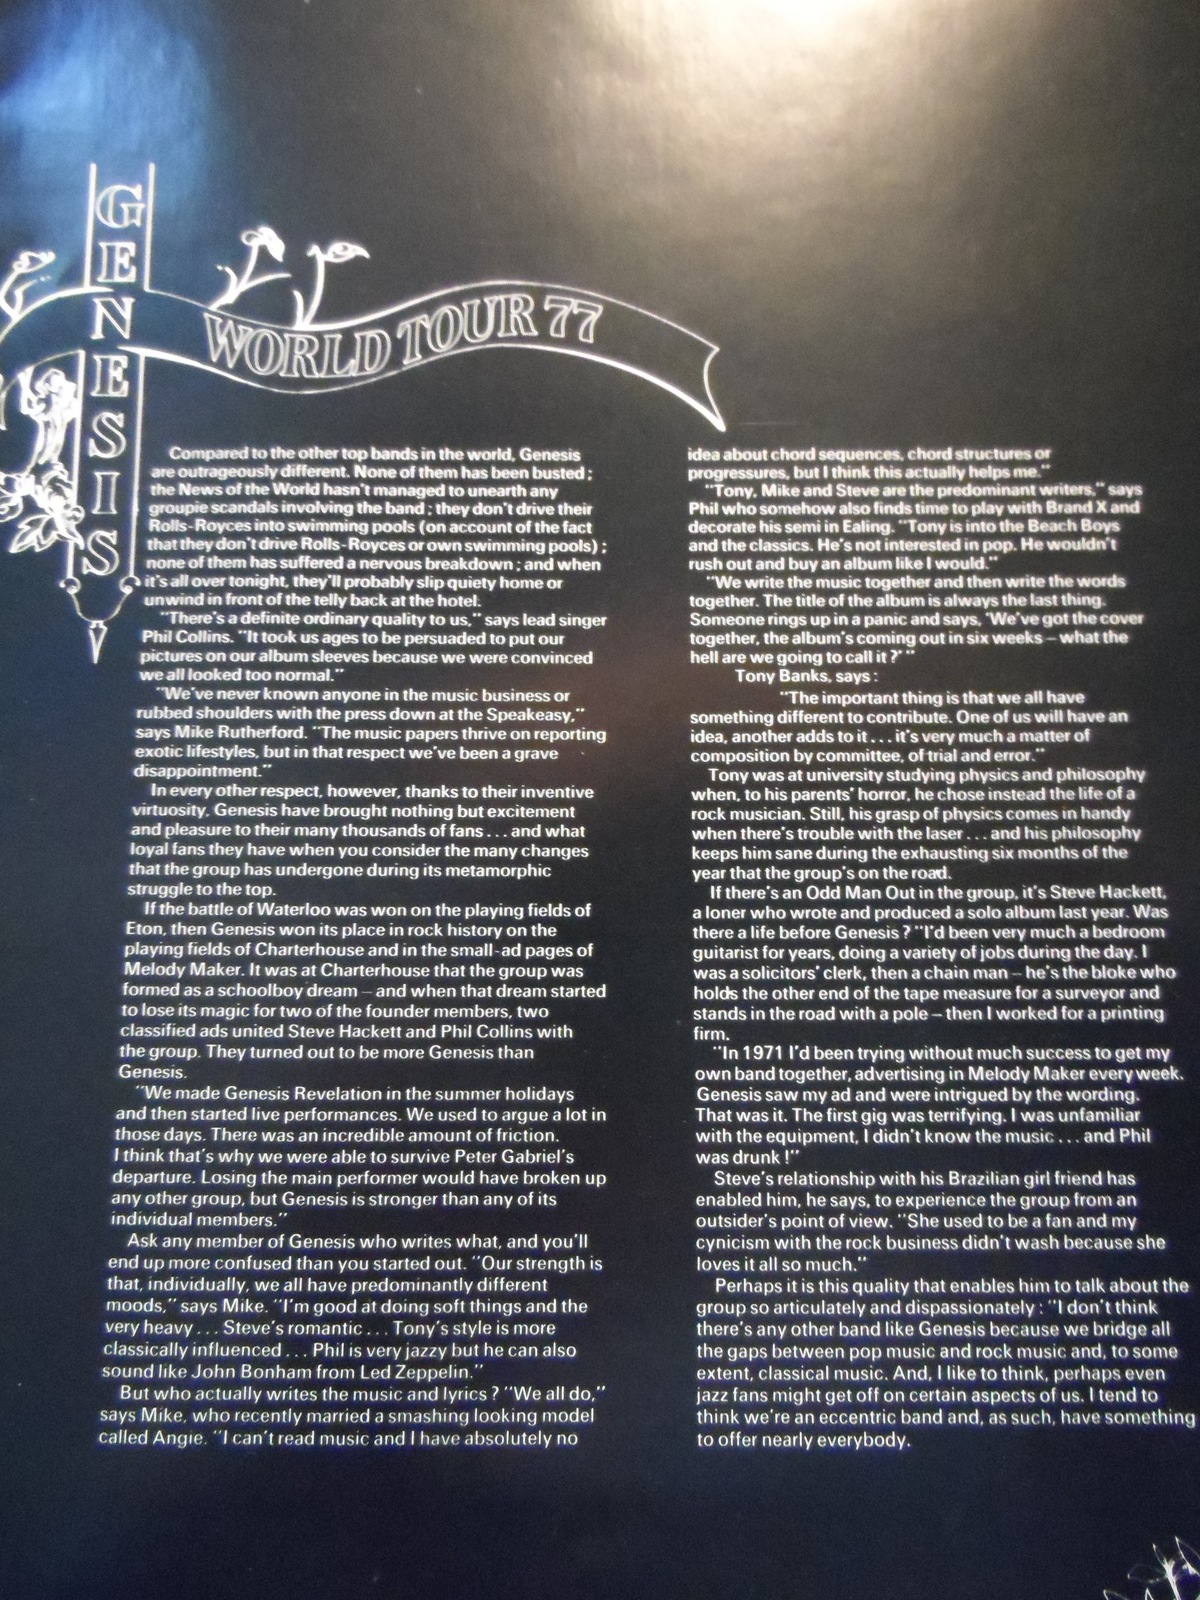 GENESIS
WORLD TOUR 77
Compared to the other top bands in the world, Genesis
are outrageously different. None of them has been busted;
the News of the World hasn't managed to unearth any
groupie scandals involving the band; they don't drive their
Rolls-Royces into swimming pools (on account of the fact
that they don't drive Rolls-Royces or own swimming pools);
none of them has suffered a nervous breakdown; and when
it's all over tonight, they'll probably slip quiety home or
unwind in front of the telly back at the hotel.
"There's a definite ordinary quality to us," says lead singer
Phil Collins. "It took us ages to be persuaded to put our
pictures on our album sleeves because we were convinced
we all looked too normal."
"We've never known anyone in the music business or
rubbed shoulders with the press down at the Speakeasy,"
says Mike Rutherford. "The music papers thrive on reporting
exotic lifestyles, but in that respect we've been a grave
disappointment."
In every other respect, however, thanks to their inventive
virtuosity, Genesis have brought nothing but excitement
and pleasure to their many thousands of fans . . . and what
loyal fans they have when you consider the many changes
that the group has undergone during its metamorphic
struggle to the top.
If the battle of Waterloo was won on the playing fields of
Eton, then Genesis won its place in rock history on the
playing fields of Charterhouse and in the small-ad pages of
Melody Maker. It was at Charterhouse that the group was
formed as a schoolboy dream – and when that dream started
to lose its magic for two of the founder members, two
classified ads united Steve Hackett and Phil Collins with
the group. They turned out to be more Genesis than
Genesis.
"We made Genesis Revelation in the summer holidays
and then started live performances. We used to argue a lot in
those days. There was an incredible amount of friction.
I think that's why we were able to survive Peter Gabriel's
departure. Losing the main performer would have broken up
any other group, but Genesis is stronger than any of its
individual members."
Ask any member of Genesis who writes what, and you'll
end up more confused than you started out. "Our strength is
that, individually, we all have predominantly different
moods," says Mike. "I'm good at doing soft things and the
very heavy . . . Steve's romantic . . . Tony's style is more
classically influenced . . . Phil is very jazzy but he can also
sound like John Bonham from Led Zeppelin."
But who actually writes the music and lyrics? "We all do,"
says Mike, who recently married a smashing looking model
called Angie. "I can't read music and I have absolutely no
idea about chord sequences, chord structures or
progressures, but I think this actually helps me."
"Tony, Mike and Steve are the predominant writers," says
Phil who somehow also finds time to play with Brand X and
decorate his semi in Ealing. "Tony is into the Beach Boys
and the classics. He's not interested in pop. He wouldn't
rush out and buy an album like I would."
"We write the music together and then write the words
together. The title of the album is always the last thing.
Someone rings up in a panic and says, 'We've got the cover
together, the album's coming out in six weeks – what the
hell are we going to call it?' "
Tony Banks, says:
"The important thing is that we all have
something different to contribute. One of us will have an
idea, another adds to it . . . it's very much a matter of
composition by committee, of trial and error."
Tony was at university studying physics and philosophy
when, to his parents' horror, he chose instead the life of a
rock musician. Still, his grasp of physics comes in handy
when there's trouble with the laser . . . and his philosophy
keeps him sane during the exhausting six months of the
year that the group's on the road.
If there's an Odd Man Out in the group, it's Steve Hackett,
a loner who wrote and produced a solo album last year. Was
there a life before Genesis? "I'd been very much a bedroom
guitarist for years, doing a variety of jobs during the day. I
was a solicitors' clerk, then a chain man – he's the bloke who
holds the other end of the tape measure for a surveyor and
stands in the road with a pole – then I worked for a printing
firm.
"In 1971 I'd been trying without much success to get my
own band together, advertising in Melody Maker every week.
Genesis saw my ad and were intrigued by the wording.
That was it. The first gig was terrifying. I was unfamiliar
with the equipment, I didn't know the music . . . and Phil
was drunk!"
Steve's relationship with his Brazilian girl friend has
enabled him, he says, to experience the group from an
outsider's point of view. "She used to be a fan and my
cynicism with the rock business didn't wash because she
loves it all so much."
Perhaps it is this quality that enables him to talk about the
group so articulately and dispassionately: "I don't think
there's any other band like Genesis because we bridge all
the gaps between pop music and rock music and, to some
extent, classical music. And, I like to think, perhaps even
jazz fans might get off on certain aspects of us. I tend to
think we're an eccentric band and, as such, have something
to offer nearly everybody.